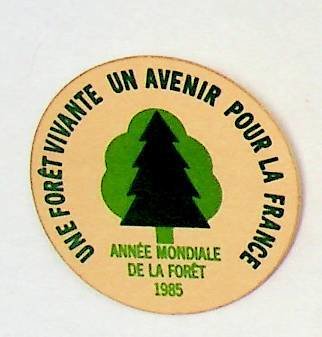 UNE FORÊT VIVANTE UN AVENIR POUR LA FRANCE
ANNÉE MONDIALE
DE LA FORÊT
1985